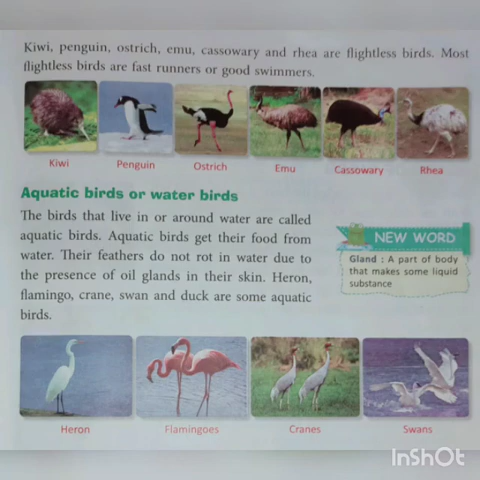 Kiwi, penguin, ostrich, emu, cassowary and rhea are flightless birds. Most
flightless birds are fast runners or good swimmers.
Kiwi
Penguin
Ostrich
Emu
Cassowary
Rhea
Aquatic birds or water birds
The birds that live in or around water are called
aquatic birds. Aquatic birds get their food from
water. Their feathers do not rot in water due to
the presence of oil glands in their skin. Heron,
flamingo, crane, swan and duck are some aquatic
birds.
NEW WORD
Gland : A part of body
that makes some liquid
substance
Heron
Flamingoes
Cranes
Swans
InShOt